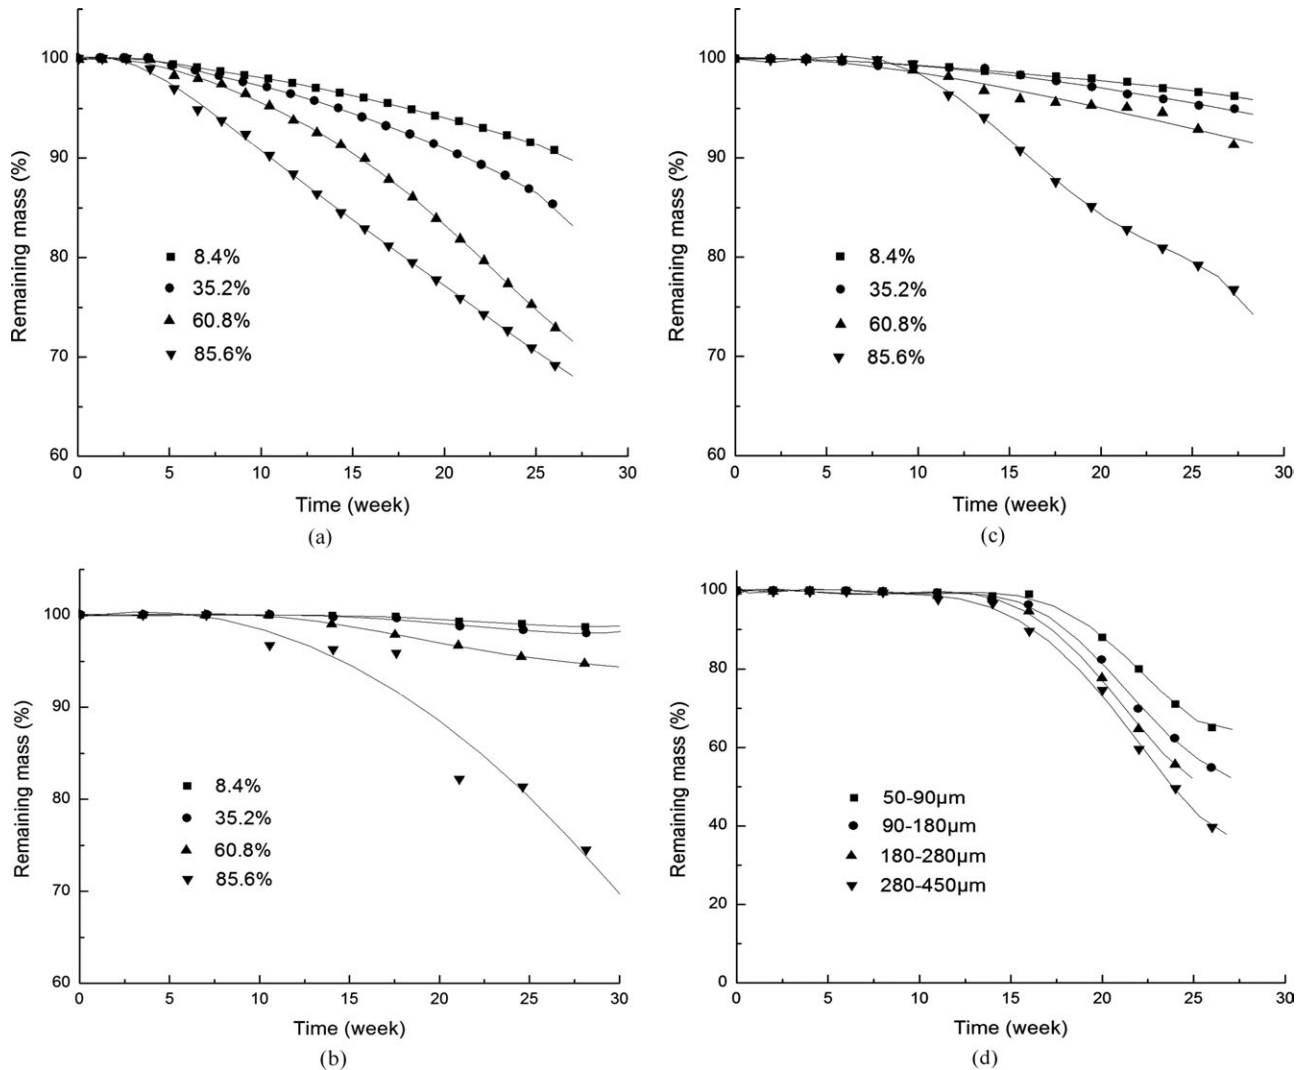 100
90
80
70
60
Remaining mass (%)
8.4%
35.2%
60.8%
85.6%
0 5 10 15 20 25 30
Time (week)
(a)
100
90
80
70
60
Remaining mass (%)
8.4%
35.2%
60.8%
85.6%
0 5 10 15 20 25 30
Time (week)
(c)
100
90
80
70
60
Remaining mass (%)
8.4%
35.2%
60.8%
85.6%
0 5 10 15 20 25 30
Time (week)
(b)
100
80
60
40
20
0
Remaining mass (%)
50-90μm
90-180μm
180-280μm
280-450μm
0 5 10 15 20 25 30
Time (week)
(d)